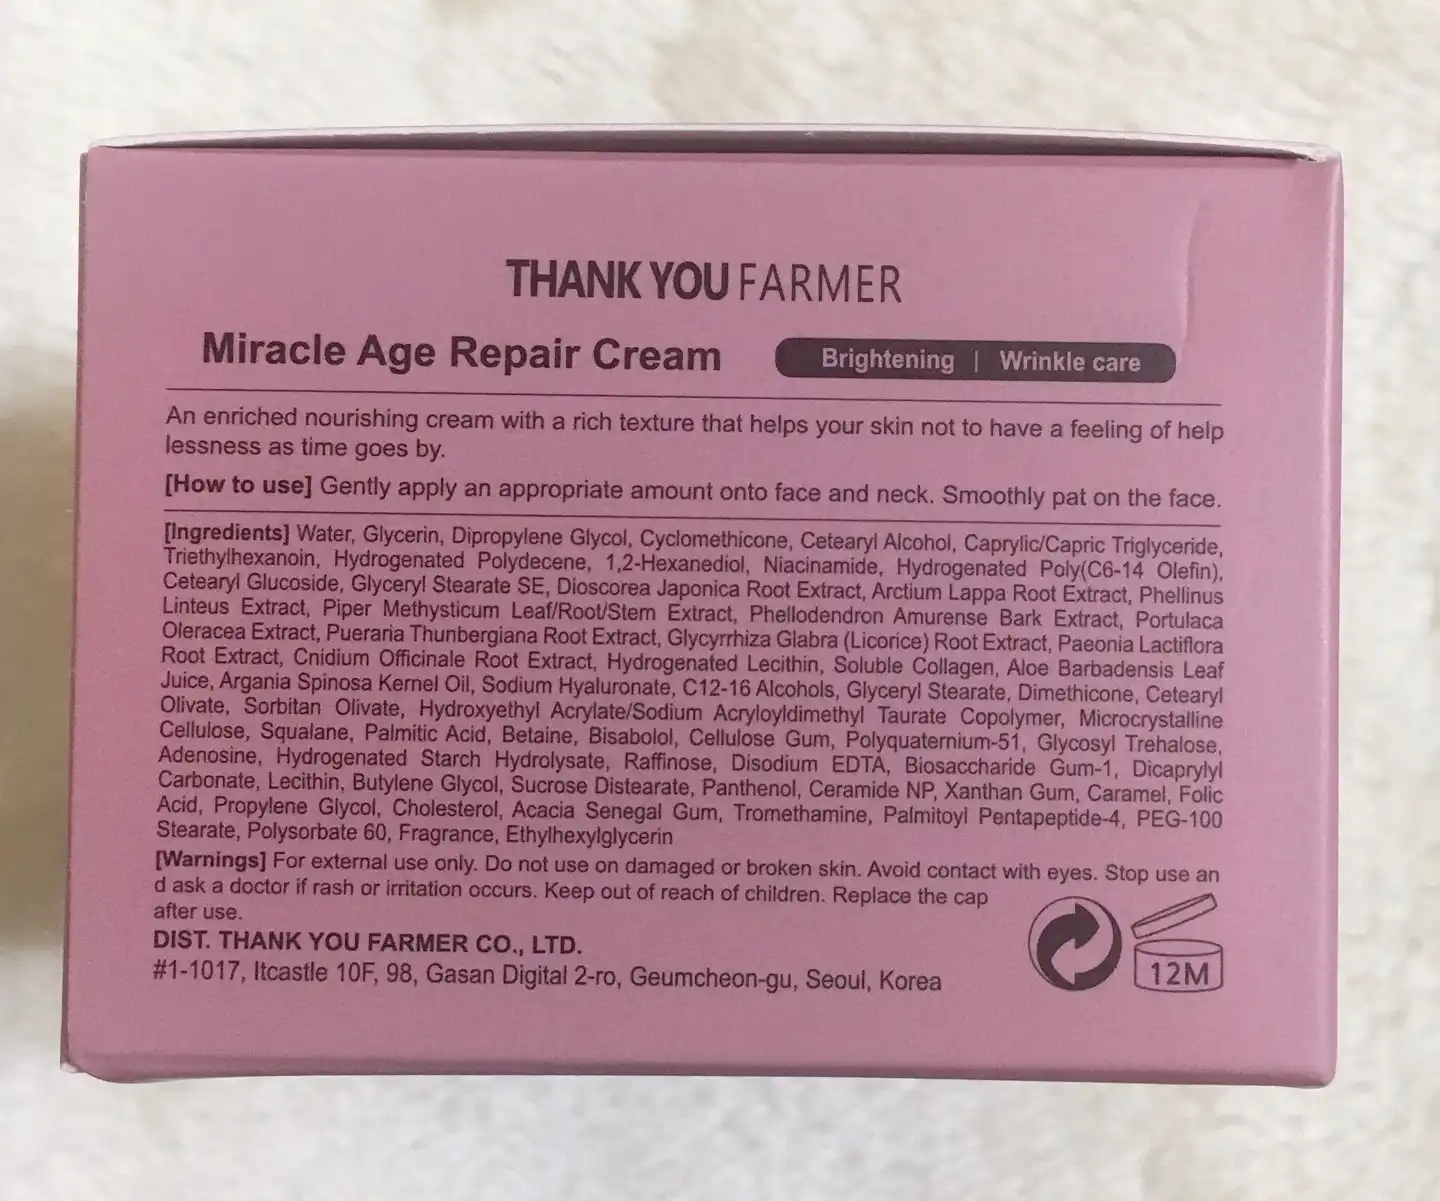 THANK YOU FARMER
Miracle Age Repair Cream
Brightening | Wrinkle care
An enriched nourishing cream with a rich texture that helps your skin not to have a feeling of help
lessness as time goes by.
[How to use] Gently apply an appropriate amount onto face and neck. Smoothly pat on the face.
[Ingredients] Water, Glycerin, Dipropylene Glycol, Cyclomethicone, Cetearyl Alcohol, Caprylic/Capric Triglyceride,
Triethylhexanoin, Hydrogenated Polydecene, 1,2-Hexanediol, Niacinamide, Hydrogenated Poly(C6-14 Olefin),
Cetearyl Glucoside, Glyceryl Stearate SE, Dioscorea Japonica Root Extract, Arctium Lappa Root Extract, Phellinus
Linteus Extract, Piper Methysticum Leaf/Root/Stem Extract, Phellodendron Amurense Bark Extract, Portulaca
Oleracea Extract, Pueraria Thunbergiana Root Extract, Glycyrrhiza Glabra (Licorice) Root Extract, Paeonia Lactiflora
Root Extract, Cnidium Officinale Root Extract, Hydrogenated Lecithin, Soluble Collagen, Aloe Barbadensis Leaf
Juice, Argania Spinosa Kernel Oil, Sodium Hyaluronate, C12-16 Alcohols, Glyceryl Stearate, Dimethicone, Cetearyl
Olivate, Sorbitan Olivate, Hydroxyethyl Acrylate/Sodium Acryloyldimethyl Taurate Copolymer, Microcrystalline
Cellulose, Squalane, Palmitic Acid, Betaine, Bisabolol, Cellulose Gum, Polyquaternium-51, Glycosyl Trehalose,
Adenosine, Hydrogenated Starch Hydrolysate, Raffinose, Disodium EDTA, Biosaccharide Gum-1, Dicaprylyl
Carbonate, Lecithin, Butylene Glycol, Sucrose Distearate, Panthenol, Ceramide NP, Xanthan Gum, Caramel, Folic
Acid, Propylene Glycol, Cholesterol, Acacia Senegal Gum, Tromethamine, Palmitoyl Pentapeptide-4, PEG-100
Stearate, Polysorbate 60, Fragrance, Ethylhexylglycerin
[Warnings] For external use only. Do not use on damaged or broken skin. Avoid contact with eyes. Stop use an
d ask a doctor if rash or irritation occurs. Keep out of reach of children. Replace the cap
after use.
DIST. THANK YOU FARMER CO., LTD.
#1-1017, Itcastle 10F, 98, Gasan Digital 2-ro, Geumcheon-gu, Seoul, Korea
12M